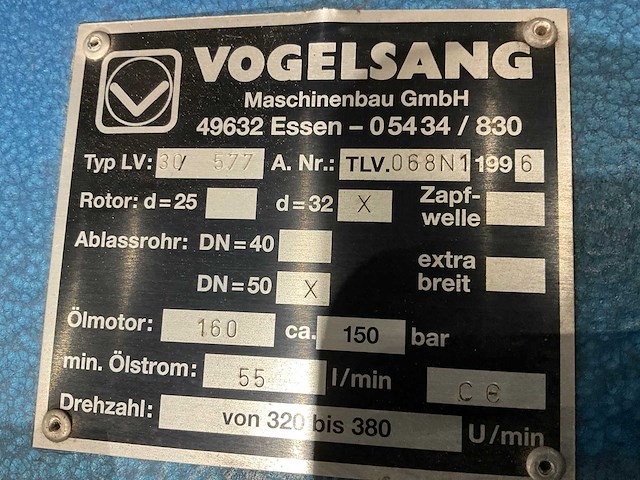 VOGELSANG
Maschinenbau GmbH
49632 Essen – 05434 / 830
Typ LV: 30/ 577 A. Nr.: TLV.068N1 199 6
Rotor: d=25 d=32 X Zapf-
welle
Ablassrohr: DN=40
DN=50 X extra
breit
Ölmotor: 160 ca. 150 bar
min. Ölstrom: 55 l/min CE
Drehzahl: von 320 bis 380 U/min